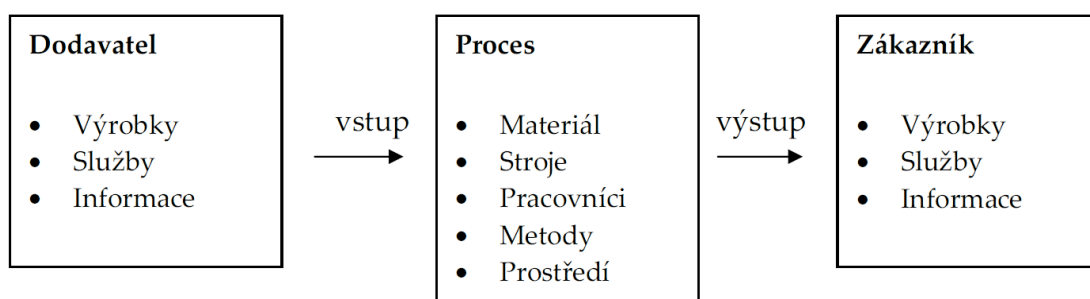 Dodavatel
• Výrobky
• Služby
• Informace
vstup
Proces
• Materiál
• Stroje
• Pracovníci
• Metody
• Prostředí
výstup
Zákazník
• Výrobky
• Služby
• Informace